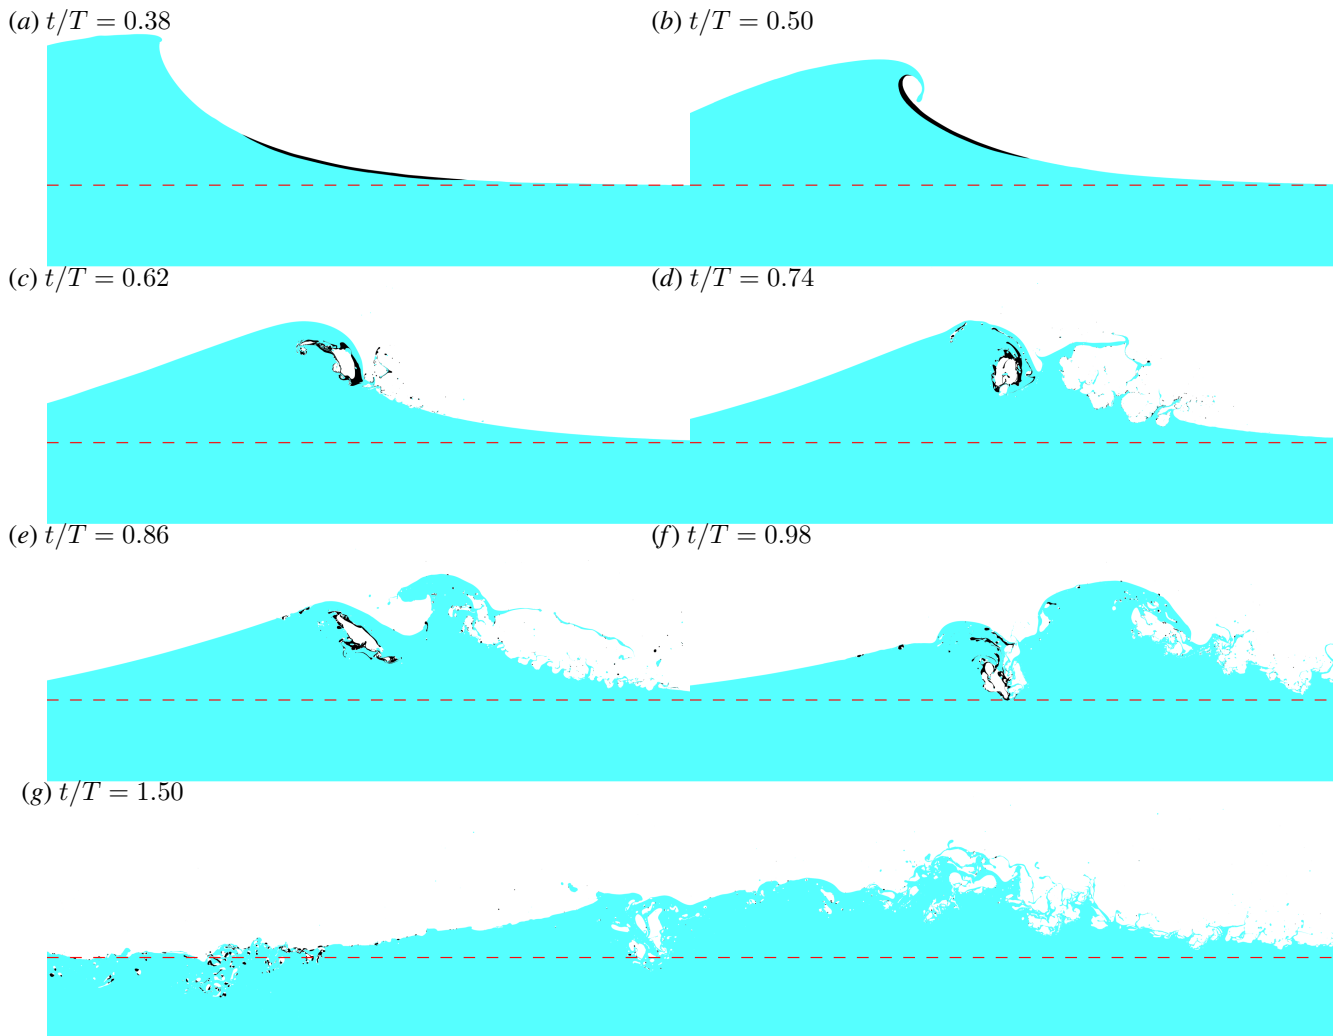 (a) t/T = 0.38
(b) t/T = 0.50
(c) t/T = 0.62
(d) t/T = 0.74
(e) t/T = 0.86
(f) t/T = 0.98
(g) t/T = 1.50